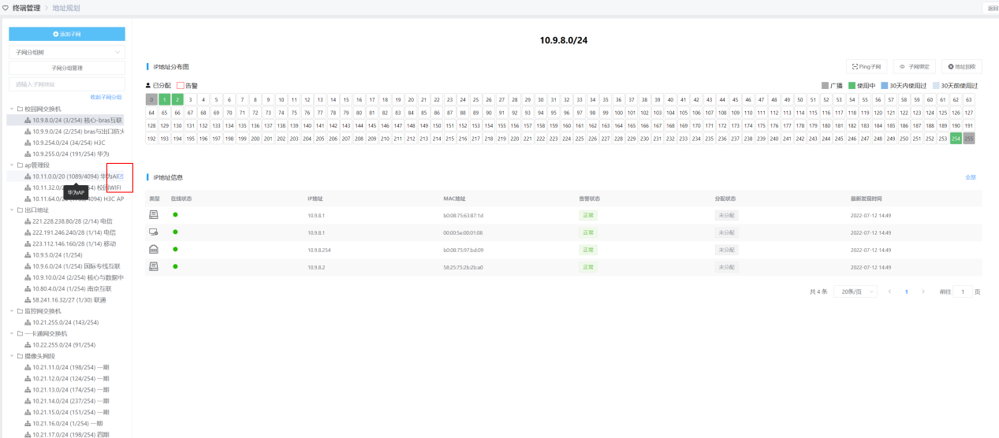 终端管理 > 地址规划
返回
添加子网
子网分组树
子网分组管理
请输入子网地址
收起子网分组
校园网交换机
10.9.8.0/24 (3/254) 核心-bras互联
10.9.9.0/24 (2/254) bras与出口防火
10.9.254.0/24 (34/254) H3C
10.9.255.0/24 (191/254) 华为
ap管理段
10.11.0.0/20 (1089/4094) 华为A
10.11.32.0/2 54) 校园WIFI
华为AP
10.11.64.0/ 4094) H3C AP
出口地址
221.228.238.80/28 (2/14) 电信
222.191.246.240/28 (1/14) 电信
223.112.146.160/28 (1/14) 移动
10.9.5.0/24 (1/254)
10.9.6.0/24 (1/254) 国际专线互联
10.9.10.0/24 (2/254) 核心与数据中
10.80.4.0/24 (1/254) 南京互联
58.241.16.32/27 (1/30) 联通
监控网交换机
10.21.255.0/24 (143/254)
一卡通网交换机
10.22.255.0/24 (91/254)
摄像头网段
10.21.11.0/24 (198/254) 一期
10.21.12.0/24 (124/254) 一期
10.21.13.0/24 (174/254) 一期
10.21.14.0/24 (237/254) 一期
10.21.15.0/24 (151/254) 一期
10.21.16.0/24 (1/254) 一期
10.21.17.0/24 (198/254) 四期
10.9.8.0/24
IP地址分布图
Ping子网 子网绑定 地址回收
已分配 告警
广播 使用中 30天内使用过 30天前使用过
0 1 2 3 4 5 6 7 8 9 10 11 12 13 14 15 16 17 18 19 20 21 22 23 24 25 26 27 28 29 30 31 32 33 34 35 36 37 38 39 40 41 42 43 44 45 46 47 48 49 50 51 52 53 54 55 56 57 58 59 60 61 62 63
64 65 66 67 68 69 70 71 72 73 74 75 76 77 78 79 80 81 82 83 84 85 86 87 88 89 90 91 92 93 94 95 96 97 98 99 100 101 102 103 104 105 106 107 108 109 110 111 112 113 114 115 116 117 118 119 120 121 122 123 124 125 126 127
128 129 130 131 132 133 134 135 136 137 138 139 140 141 142 143 144 145 146 147 148 149 150 151 152 153 154 155 156 157 158 159 160 161 162 163 164 165 166 167 168 169 170 171 172 173 174 175 176 177 178 179 180 181 182 183 184 185 186 187 188 189 190 191
192 193 194 195 196 197 198 199 200 201 202 203 204 205 206 207 208 209 210 211 212 213 214 215 216 217 218 219 220 221 222 223 224 225 226 227 228 229 230 231 232 233 234 235 236 237 238 239 240 241 242 243 244 245 246 247 248 249 250 251 252 253 254 255
IP地址信息
全部
类型 在线状态 IP地址 MAC地址 告警状态 分配状态 最新发现时间
10.9.8.1 b0:08:75:63:87:1d 正常 未分配 2022-07-12 14:49
10.9.8.1 00:00:5e:00:01:08 正常 未分配 2022-07-12 14:49
10.9.8.254 b0:08:75:97:bd:09 正常 未分配 2022-07-12 14:49
10.9.8.2 58:25:75:2b:2b:a0 正常 未分配 2022-07-12 14:49
共 4 条 20条/页 < 1 > 前往 1 页